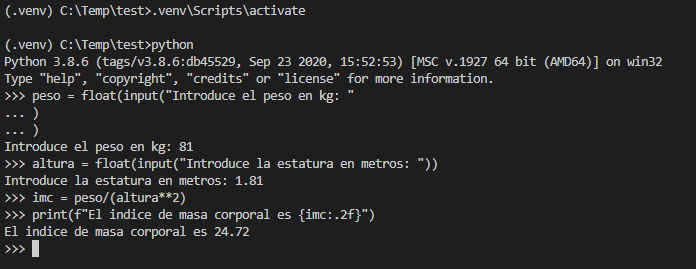 (.venv) C:\Temp\test>.venv\Scripts\activate
(.venv) C:\Temp\test>python
Python 3.8.6 (tags/v3.8.6:db45529, Sep 23 2020, 15:52:53) [MSC v.1927 64 bit (AMD64)] on win32
Type "help", "copyright", "credits" or "license" for more information.
>>> peso = float(input("Introduce el peso en kg: "
... )
... )
Introduce el peso en kg: 81
>>> altura = float(input("Introduce la estatura en metros: "))
Introduce la estatura en metros: 1.81
>>> imc = peso/(altura**2)
>>> print(f"El indice de masa corporal es {imc:.2f}")
El indice de masa corporal es 24.72
>>>